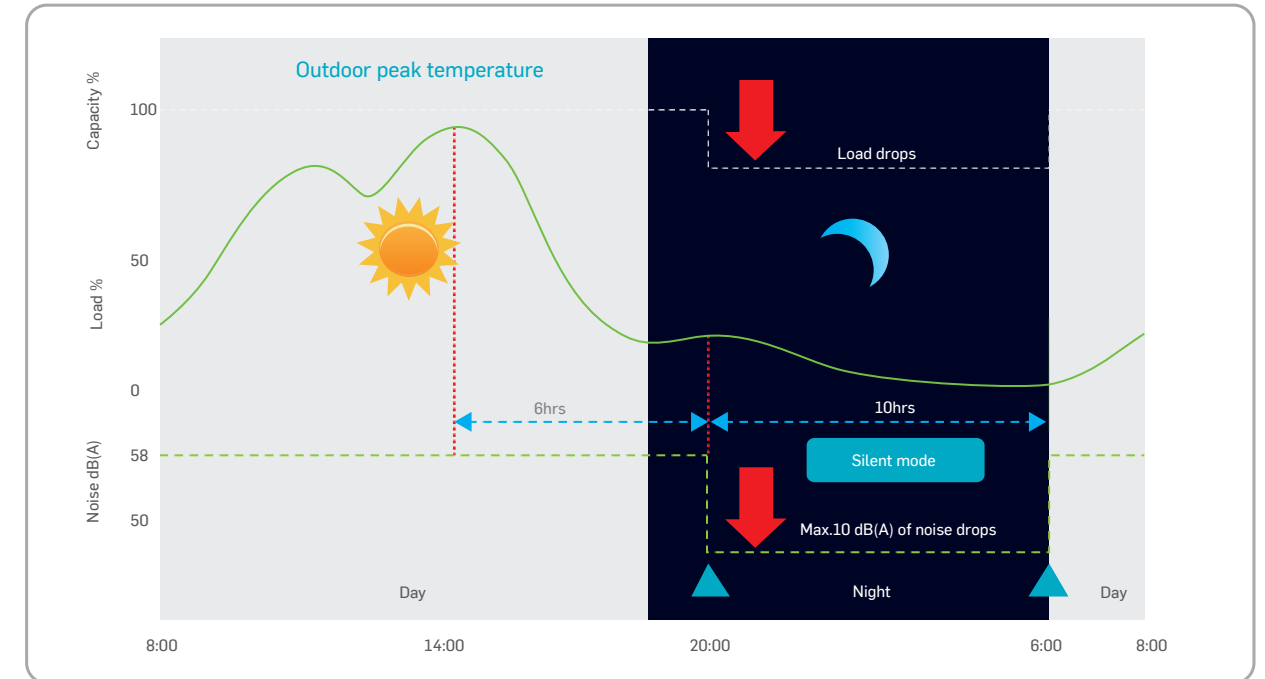 Outdoor peak temperature
Capacity %
100
Load drops
50
Load %
0
6hrs
10hrs
Noise dB(A)
58
Silent mode
50
Max.10 dB(A) of noise drops
Day
Night
Day
8:00
14:00
20:00
6:00
8:00